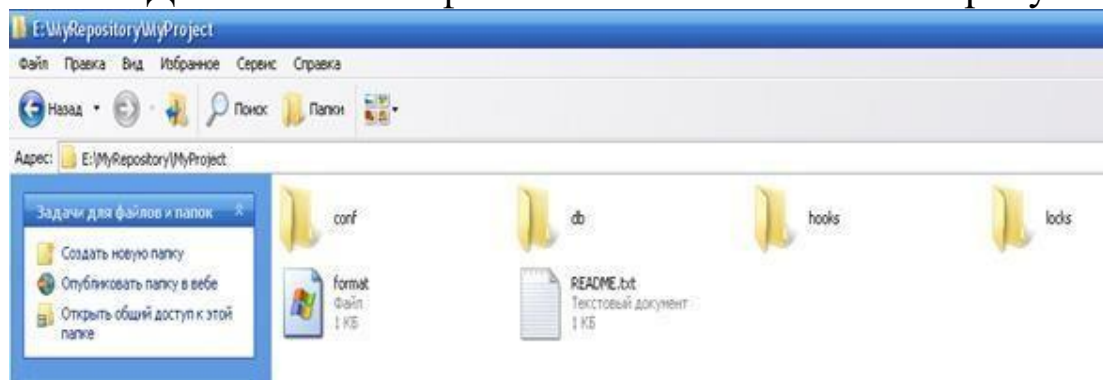 E:\MyRepository\MyProject
Файл Правка Вид Избранное Сервис Справка
Назад Поиск Папки
Адрес: E:\MyRepository\MyProject
Задачи для файлов и папок
Создать новую папку
Опубликовать папку в вебе
Открыть общий доступ к этой
папке
conf db hooks locks
format README.txt
Файл Текстовый документ
1 КБ 1 КБ